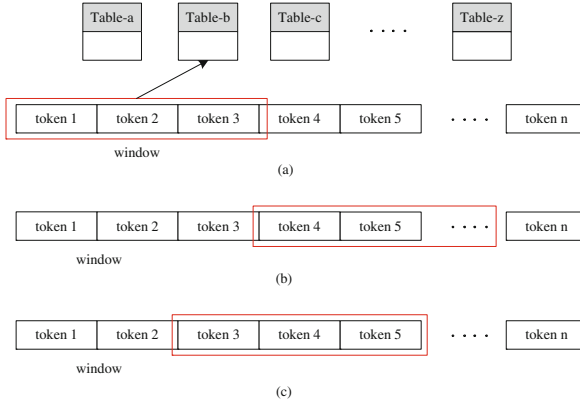 Table-a Table-b Table-c . . . . Table-z
token 1 token 2 token 3 token 4 token 5 . . . . token n
window
(a)
token 1 token 2 token 3 token 4 token 5 . . . . token n
window
(b)
token 1 token 2 token 3 token 4 token 5 . . . . token n
window
(c)